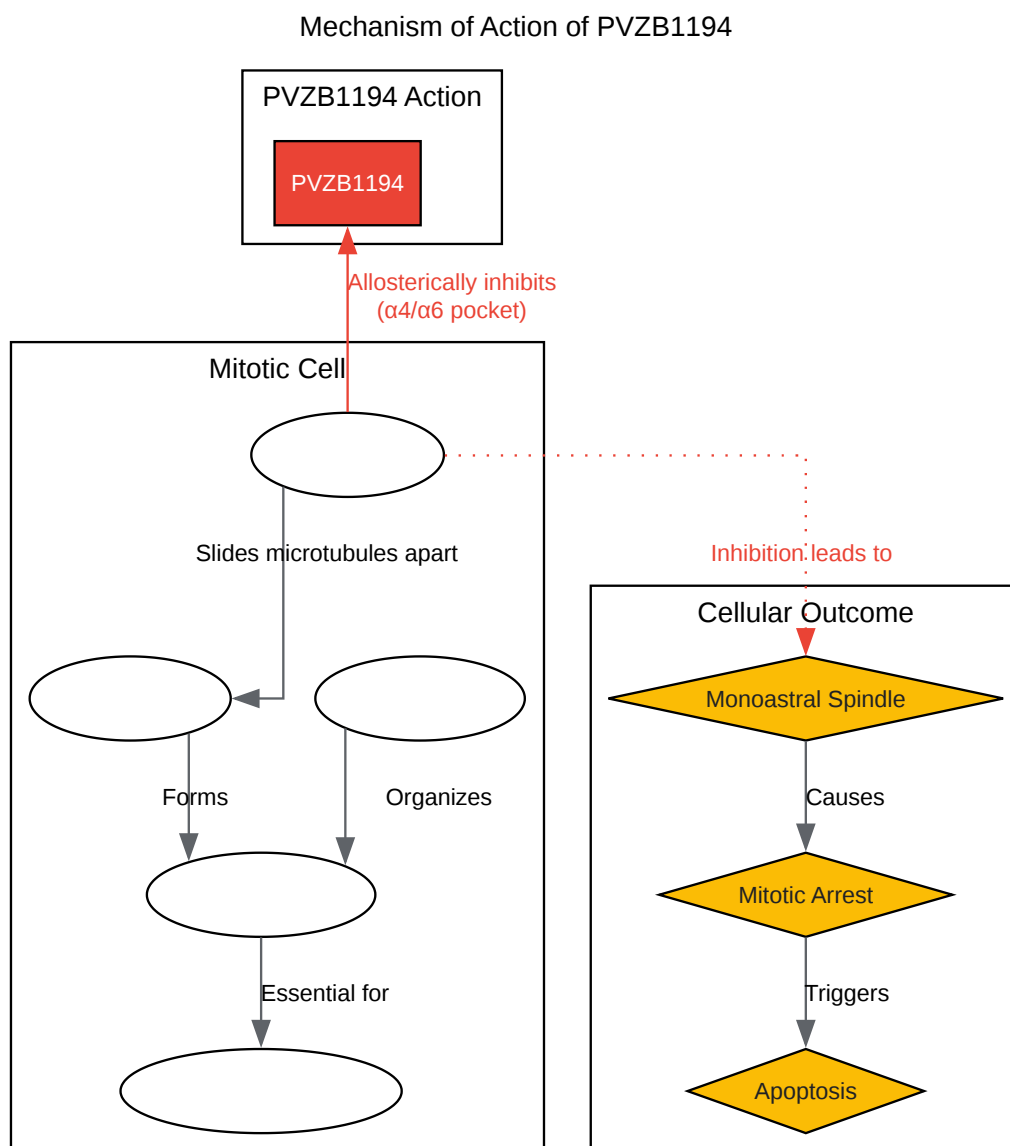 Mechanism of Action of PVZB1194
PVZB1194 Action
PVZB1194
Allosterically inhibits
(α4/α6 pocket)
Mitotic Cell
Slides microtubules apart
Inhibition leads to
Cellular Outcome
Monoastral Spindle
Forms
Organizes
Causes
Mitotic Arrest
Essential for
Triggers
Apoptosis